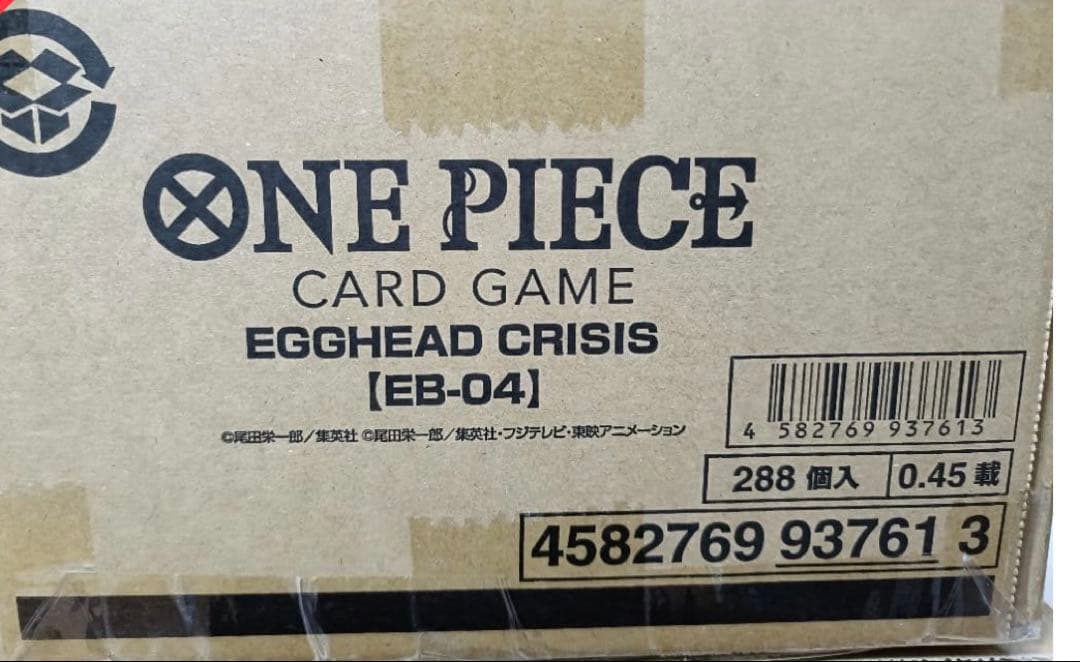 ONE PIECE
CARD GAME
EGGHEAD CRISIS
【EB-04】
©尾田栄一郎／集英社 ©尾田栄一郎／集英社・フジテレビ・東映アニメーション
4 582769 937613
288 個入 0.45 載
4582769 93761 3